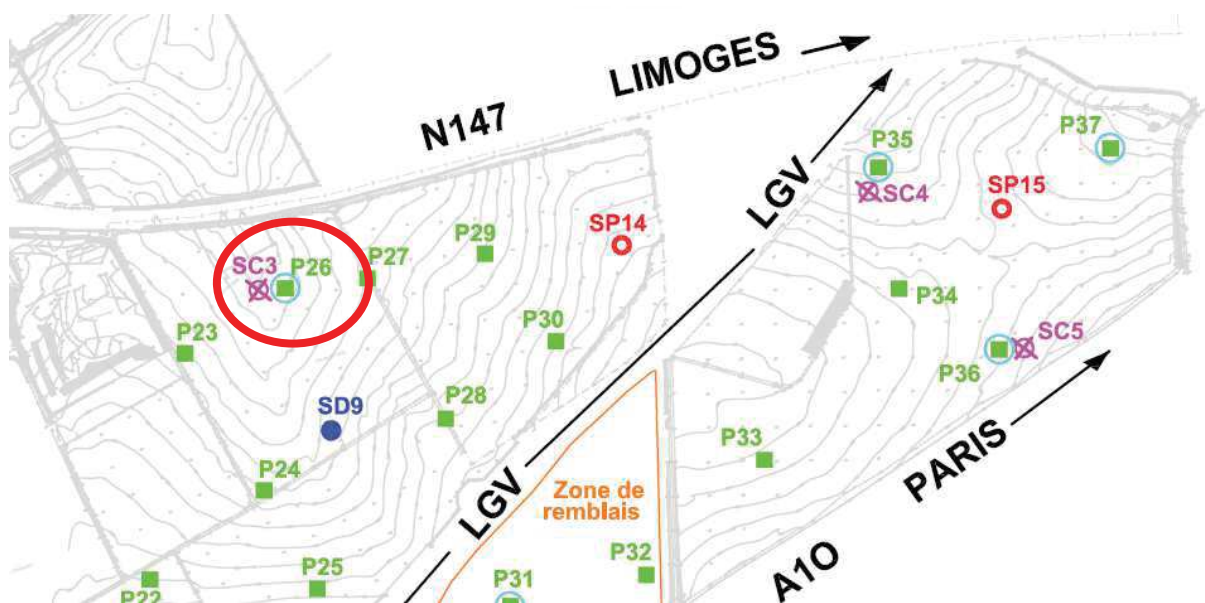 LIMOGES
N147
P35
P37
LGV
SC4
SP15
SP14
P29
SC3
P26
P27
P34
P30
P23
SC5
P36
P28
SD9
P33
PARIS
P24
LGV
Zone de
remblais
P32
A1O
P25
P31
P22